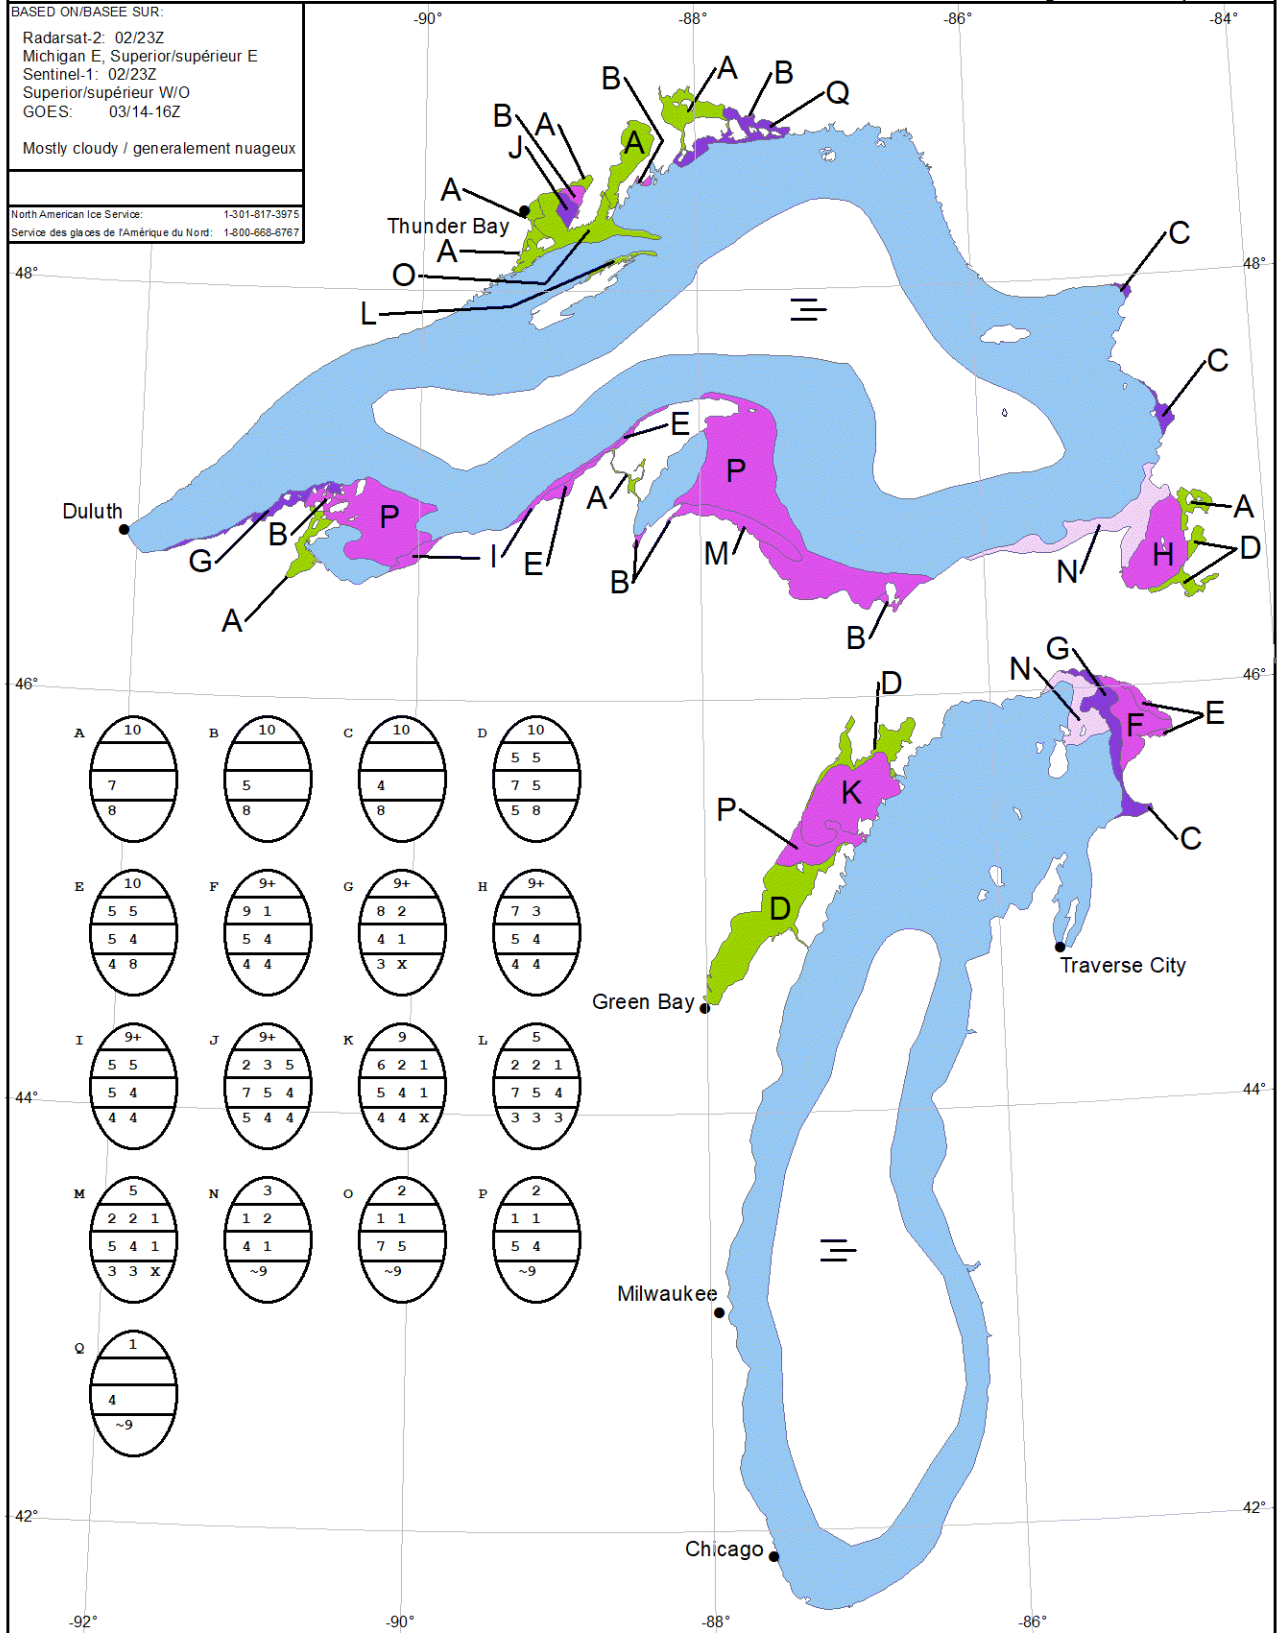 BASED ON/BASEE SUR:
Radarsat-2: 02/23Z
Michigan E, Superior/supérieur E
Sentinel-1: 02/23Z
Superior/supérieur W/O
GOES: 03/14-16Z
Mostly cloudy / generalement nuageux
North American Ice Service: 1-301-817-3975
Service des glaces de l'Amérique du Nord: 1-800-668-6767
-90° -88° -86° -84°
B A B Q
B A J A
A
Thunder Bay
A
O
L
48° 48°
C
C
E
P
A
Duluth
P
G B
I E
A
B M
B
N H
A
D
46° 46°
G
N
E
F
C
D
K
P
D
Traverse City
Green Bay
A 10
7
8
B 10
5
8
C 10
4
8
D 10
5 5
7 5
5 8
E 10
5 5
5 4
4 8
F 9+
9 1
5 4
4 4
G 9+
8 2
4 1
3 X
H 9+
7 3
5 4
4 4
I 9+
5 5
5 4
4 4
J 9+
2 3 5
7 5 4
5 4 4
K 9
6 2 1
5 4 1
4 4 X
L 5
2 2 1
7 5 4
3 3 3
44° 44°
M 5
2 2 1
5 4 1
3 3 X
N 3
1 2
4 1
~9
O 2
1 1
7 5
~9
P 2
1 1
5 4
~9
Q 1
4
~9
Milwaukee
42° 42°
Chicago
-92° -90° -88° -86°